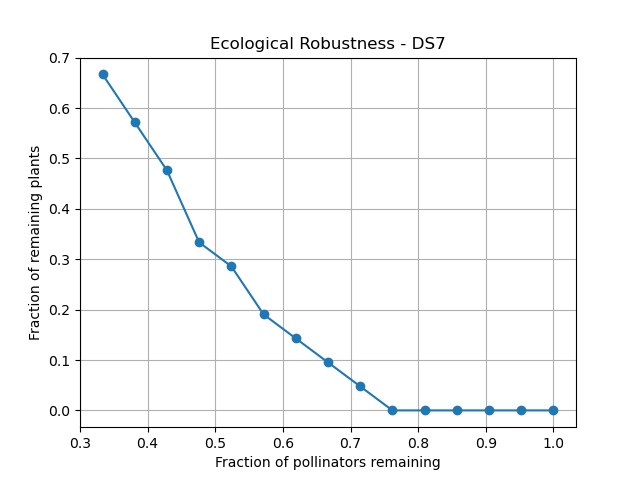 Ecological Robustness - DS7
0.7
0.6
0.5
0.4
0.3
0.2
0.1
0.0
Fraction of remaining plants
0.3 0.4 0.5 0.6 0.7 0.8 0.9 1.0
Fraction of pollinators remaining